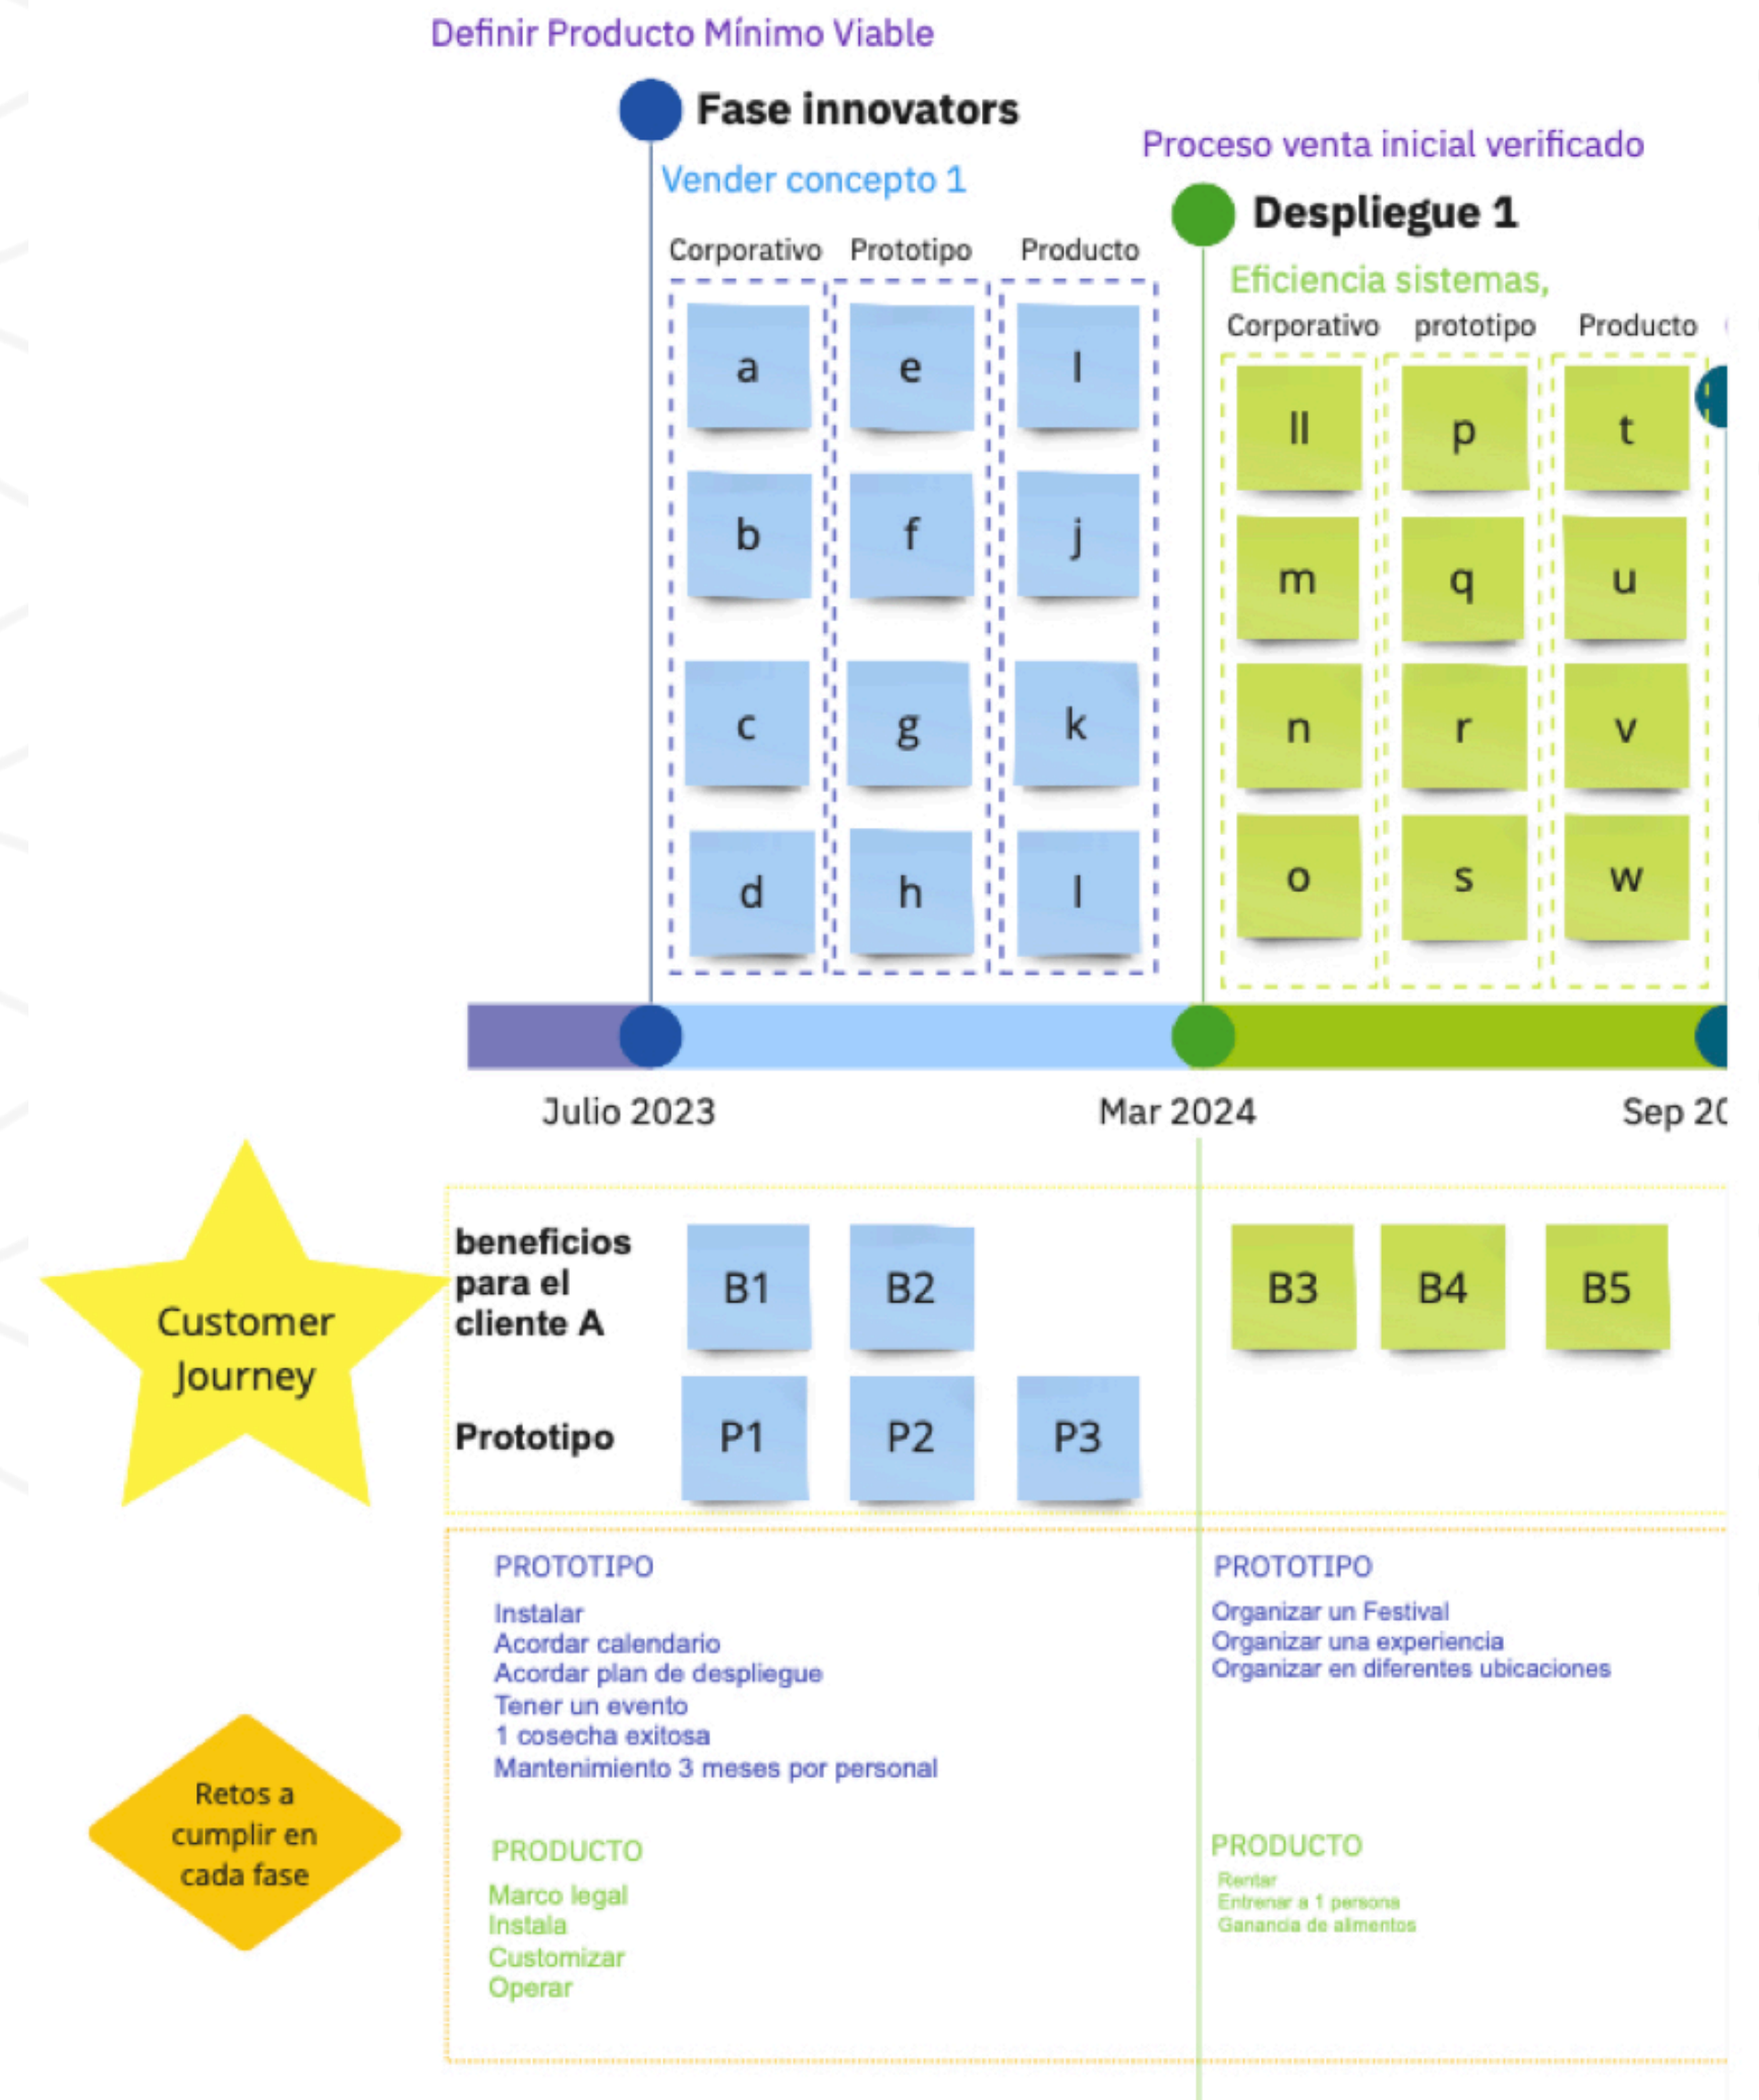 Definir Producto Mínimo Viable
Fase innovators
Vender concepto 1
Corporativo Prototipo Producto
a e I
b f j
c g k
d h l
Proceso venta inicial verificado
Despliegue 1
Eficiencia sistemas,
Corporativo prototipo Producto
ll p t
m q u
n r v
o s w
Julio 2023 Mar 2024 Sep 20
Customer
Journey
beneficios
para el
cliente A
B1 B2 B3 B4 B5
Prototipo
P1 P2 P3
Retos a
cumplir en
cada fase
PROTOTIPO
Instalar
Acordar calendario
Acordar plan de despliegue
Tener un evento
1 cosecha exitosa
Mantenimiento 3 meses por personal
PRODUCTO
Marco legal
Instala
Customizar
Operar
PROTOTIPO
Organizar un Festival
Organizar una experiencia
Organizar en diferentes ubicaciones
PRODUCTO
Rentar
Entrenar a 1 persona
Ganancia de alimentos